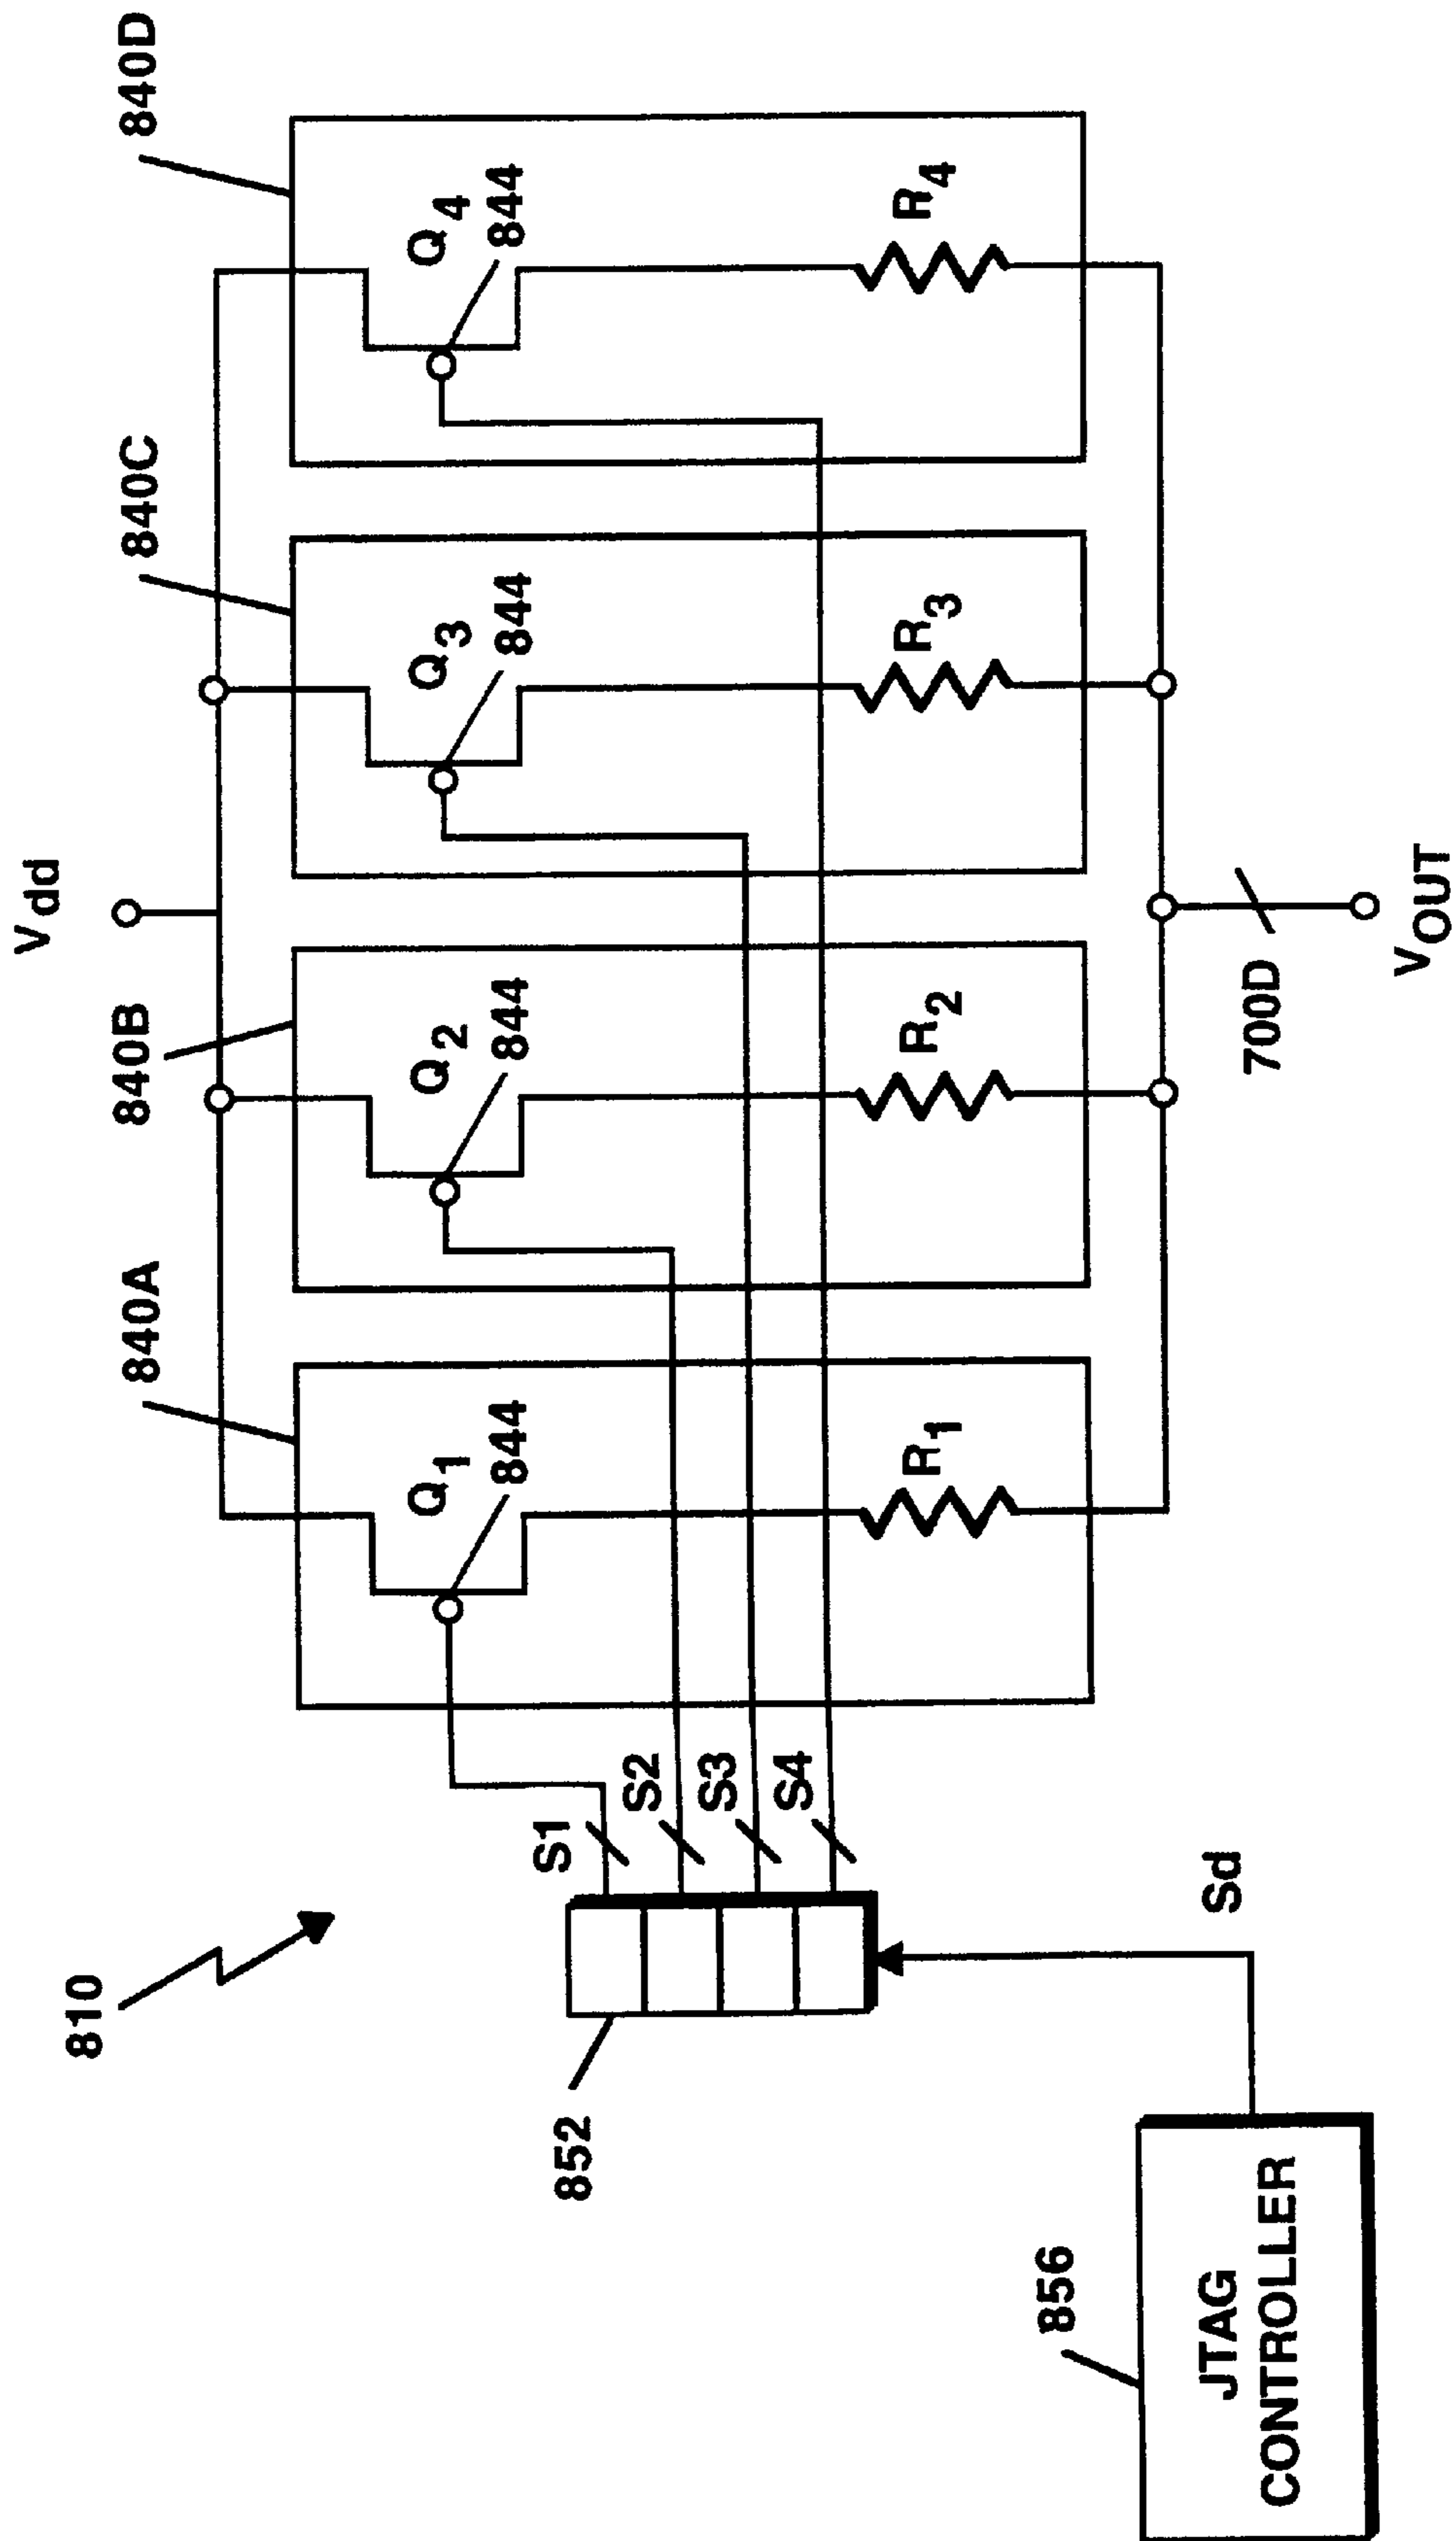 810
Vdd
840A
840B
840C
840D
Q1
844
Q2
844
Q3
844
Q4
844
R1
R2
R3
R4
S1
S2
S3
S4
852
Sd
856
JTAG
CONTROLLER
700D
VOUT